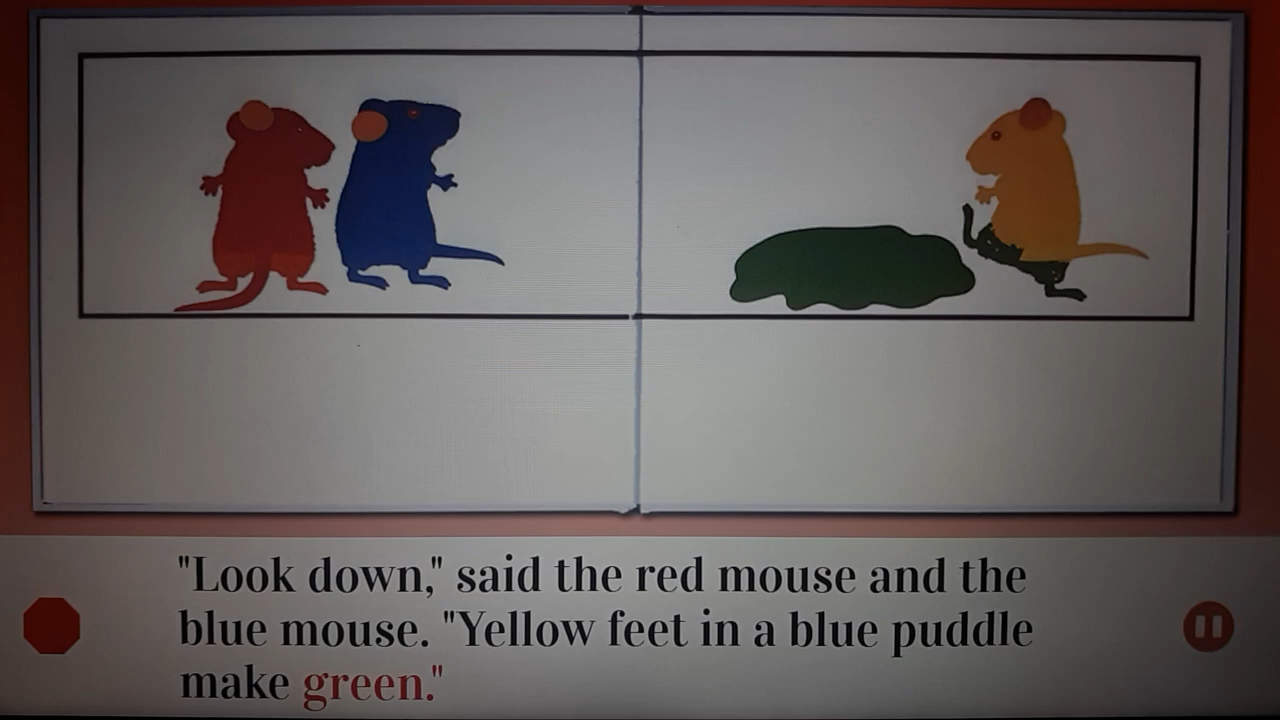 "Look down," said the red mouse and the
blue mouse. "Yellow feet in a blue puddle
make green."